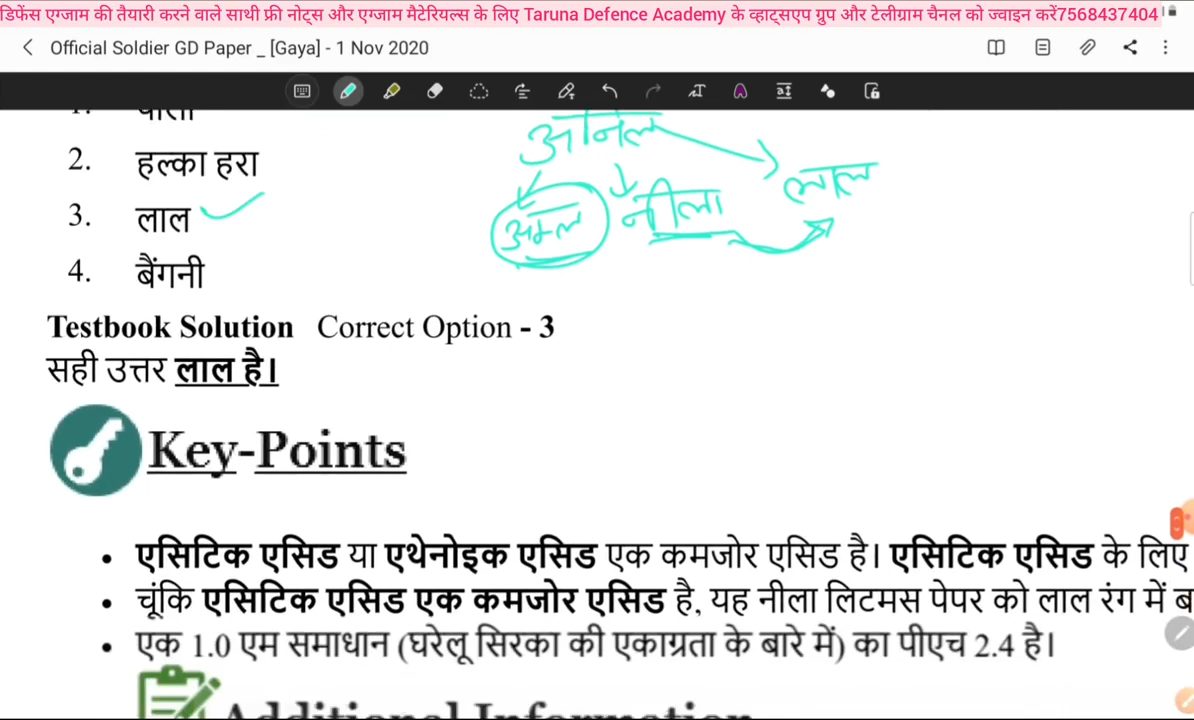 डिफेंस एग्जाम की तैयारी करने वाले साथी फ्री नोट्स और एग्जाम मैटेरियल्स के लिए Taruna Defence Academy के व्हाट्सएप ग्रुप और टेलीग्राम चैनल को ज्वाइन करें7568437404
Official Soldier GD Paper _ [Gaya] - 1 Nov 2020
1.
2. हल्का हरा
3. लाल
4. बैंगनी
अनिल
अम्ल नीला लाल
Testbook Solution Correct Option - 3
सही उत्तर लाल है।
Key-Points
• एसिटिक एसिड या एथेनोइक एसिड एक कमजोर एसिड है। एसिटिक एसिड के लिए
• चूंकि एसिटिक एसिड एक कमजोर एसिड है, यह नीला लिटमस पेपर को लाल रंग में ब
• एक 1.0 एम समाधान (घरेलू सिरका की एकाग्रता के बारे में) का पीएच 2.4 है।
Additional Information